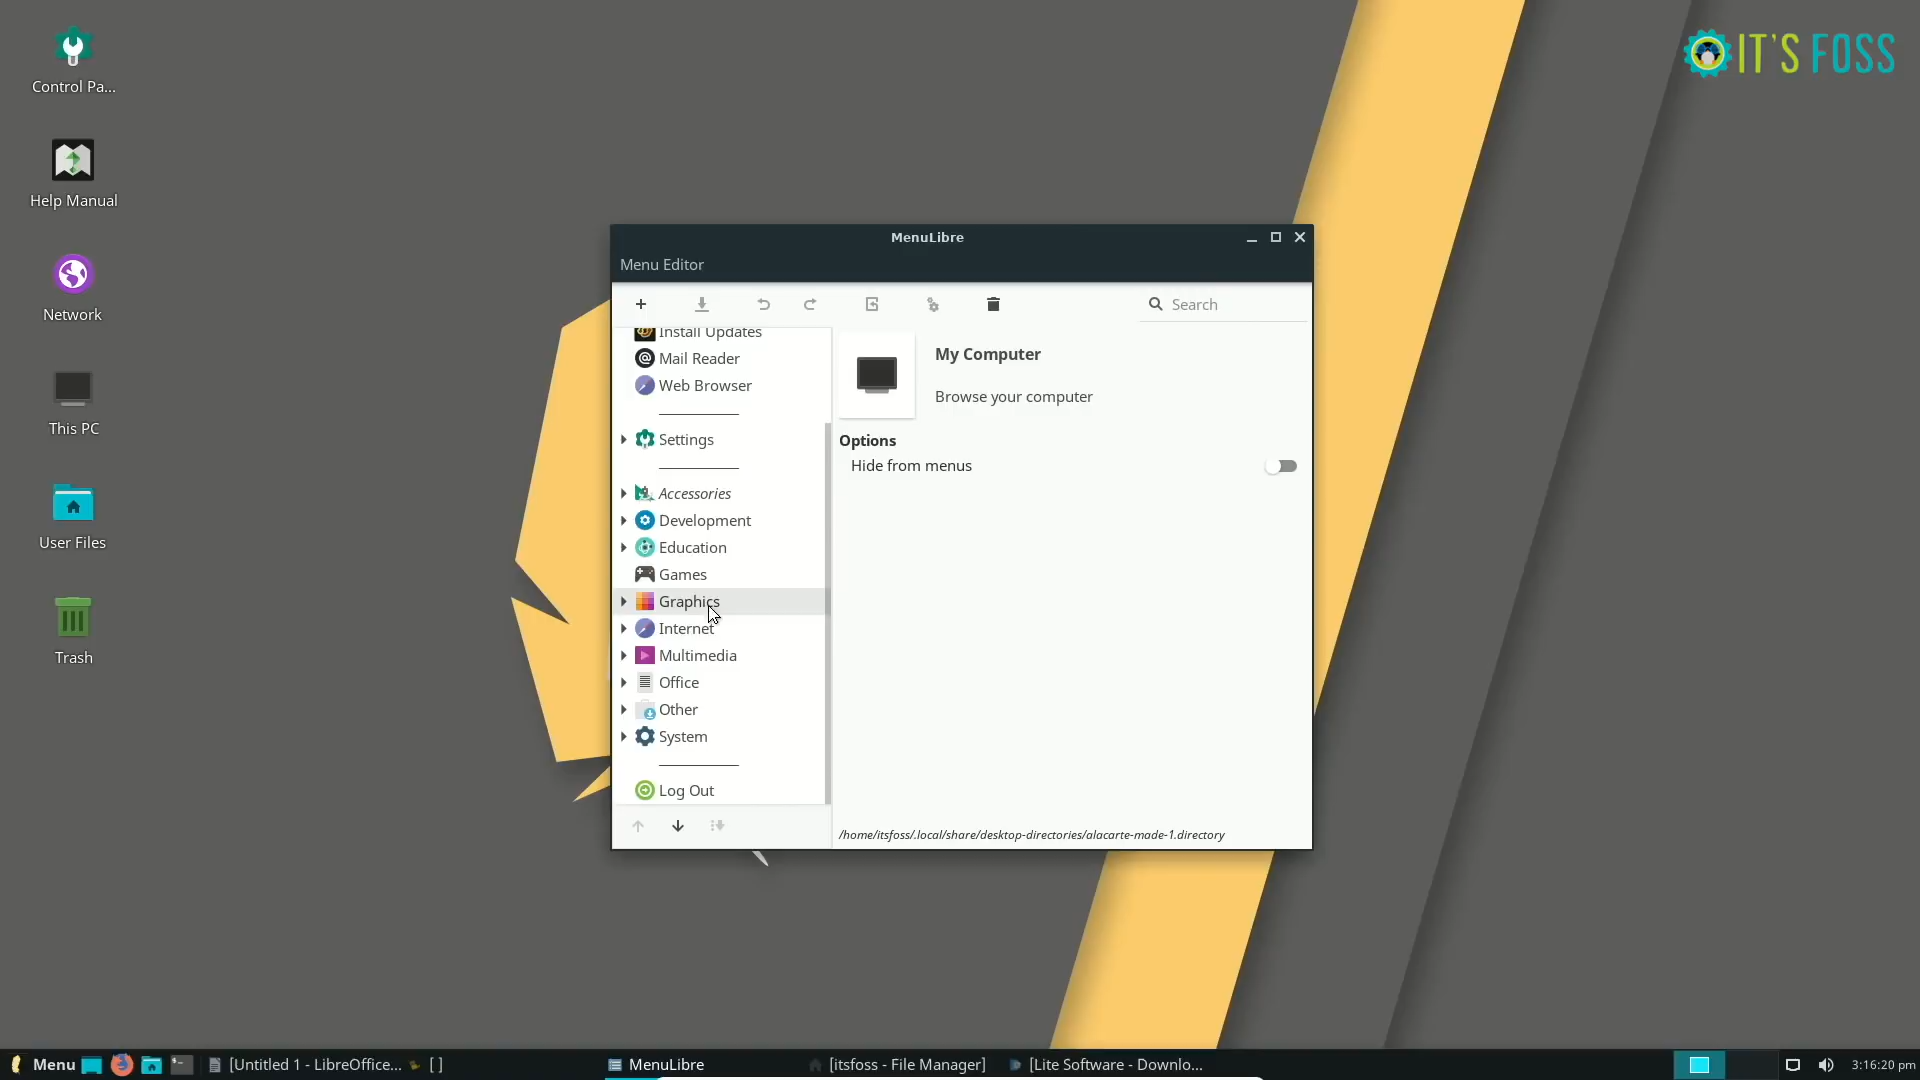 IT'S FOSS
Control Pa...
Help Manual
Network
This PC
User Files
Trash
MenuLibre
Menu Editor
Search
Install Updates
Mail Reader
Web Browser
Settings
Accessories
Development
Education
Games
Graphics
Internet
Multimedia
Office
Other
System
Log Out
My Computer
Browse your computer
Options
Hide from menus
/home/itsfoss/.local/share/desktop-directories/alacarte-made-1.directory
Menu
[Untitled 1 - LibreOffice...
[ ]
MenuLibre
[itsfoss - File Manager]
[Lite Software - Downlo...
3:16:20 pm